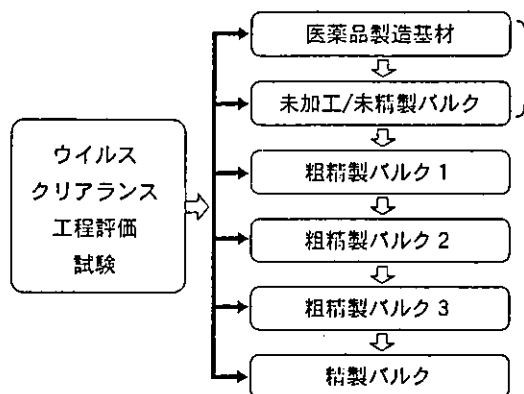 医薬品製造基材
未加工/未精製バルク
ウイルス
クリアランス
工程評価
試験
粗精製バルク1
粗精製バルク2
粗精製バルク3
精製バルク